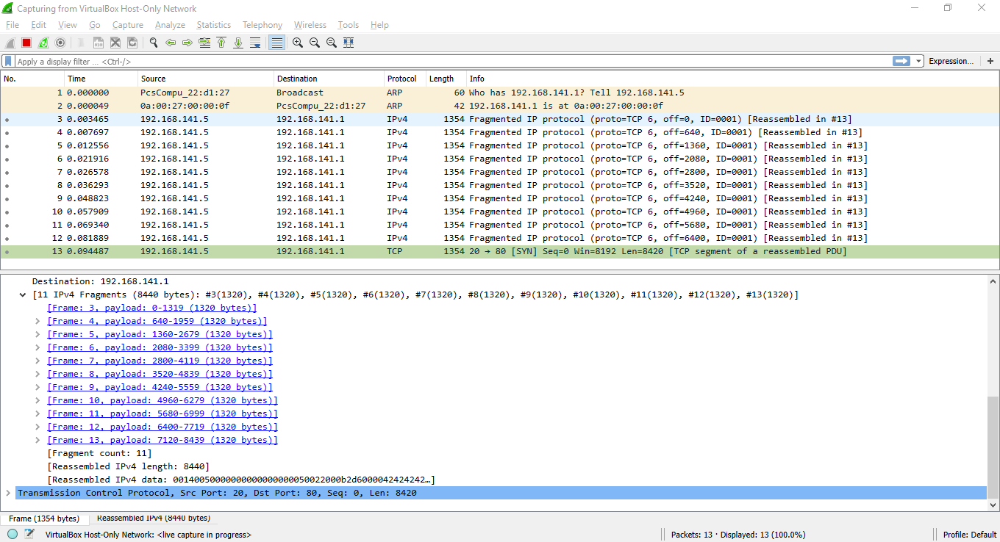 Capturing from VirtualBox Host-Only Network
File Edit View Go Capture Analyze Statistics Telephony Wireless Tools Help
Apply a display filter ... <Ctrl-/> Expression... +
No. Time Source Destination Protocol Length Info
1 0.000000 PcsCompu_22:d1:27 Broadcast ARP 60 Who has 192.168.141.1? Tell 192.168.141.5
2 0.000049 0a:00:27:00:00:0f PcsCompu_22:d1:27 ARP 42 192.168.141.1 is at 0a:00:27:00:00:0f
3 0.003465 192.168.141.5 192.168.141.1 IPv4 1354 Fragmented IP protocol (proto=TCP 6, off=0, ID=0001) [Reassembled in #13]
4 0.007697 192.168.141.5 192.168.141.1 IPv4 1354 Fragmented IP protocol (proto=TCP 6, off=640, ID=0001) [Reassembled in #13]
5 0.012556 192.168.141.5 192.168.141.1 IPv4 1354 Fragmented IP protocol (proto=TCP 6, off=1360, ID=0001) [Reassembled in #13]
6 0.021916 192.168.141.5 192.168.141.1 IPv4 1354 Fragmented IP protocol (proto=TCP 6, off=2080, ID=0001) [Reassembled in #13]
7 0.026578 192.168.141.5 192.168.141.1 IPv4 1354 Fragmented IP protocol (proto=TCP 6, off=2800, ID=0001) [Reassembled in #13]
8 0.036293 192.168.141.5 192.168.141.1 IPv4 1354 Fragmented IP protocol (proto=TCP 6, off=3520, ID=0001) [Reassembled in #13]
9 0.048823 192.168.141.5 192.168.141.1 IPv4 1354 Fragmented IP protocol (proto=TCP 6, off=4240, ID=0001) [Reassembled in #13]
10 0.057909 192.168.141.5 192.168.141.1 IPv4 1354 Fragmented IP protocol (proto=TCP 6, off=4960, ID=0001) [Reassembled in #13]
11 0.069340 192.168.141.5 192.168.141.1 IPv4 1354 Fragmented IP protocol (proto=TCP 6, off=5680, ID=0001) [Reassembled in #13]
12 0.081889 192.168.141.5 192.168.141.1 IPv4 1354 Fragmented IP protocol (proto=TCP 6, off=6400, ID=0001) [Reassembled in #13]
13 0.094487 192.168.141.5 192.168.141.1 TCP 1354 20 → 80 [SYN] Seq=0 Win=8192 Len=8420 [TCP segment of a reassembled PDU]
Destination: 192.168.141.1
[11 IPv4 Fragments (8440 bytes): #3(1320), #4(1320), #5(1320), #6(1320), #7(1320), #8(1320), #9(1320), #10(1320), #11(1320), #12(1320), #13(1320)]
[Frame: 3, payload: 0-1319 (1320 bytes)]
[Frame: 4, payload: 640-1959 (1320 bytes)]
[Frame: 5, payload: 1360-2679 (1320 bytes)]
[Frame: 6, payload: 2080-3399 (1320 bytes)]
[Frame: 7, payload: 2800-4119 (1320 bytes)]
[Frame: 8, payload: 3520-4839 (1320 bytes)]
[Frame: 9, payload: 4240-5559 (1320 bytes)]
[Frame: 10, payload: 4960-6279 (1320 bytes)]
[Frame: 11, payload: 5680-6999 (1320 bytes)]
[Frame: 12, payload: 6400-7719 (1320 bytes)]
[Frame: 13, payload: 7120-8439 (1320 bytes)]
[Fragment count: 11]
[Reassembled IPv4 length: 8440]
[Reassembled IPv4 data: 00140050000000000000000050022000b2d6000042424242…]
Transmission Control Protocol, Src Port: 20, Dst Port: 80, Seq: 0, Len: 8420
Frame (1354 bytes) Reassembled IPv4 (8440 bytes)
VirtualBox Host-Only Network: <live capture in progress> Packets: 13 · Displayed: 13 (100.0%) Profile: Default